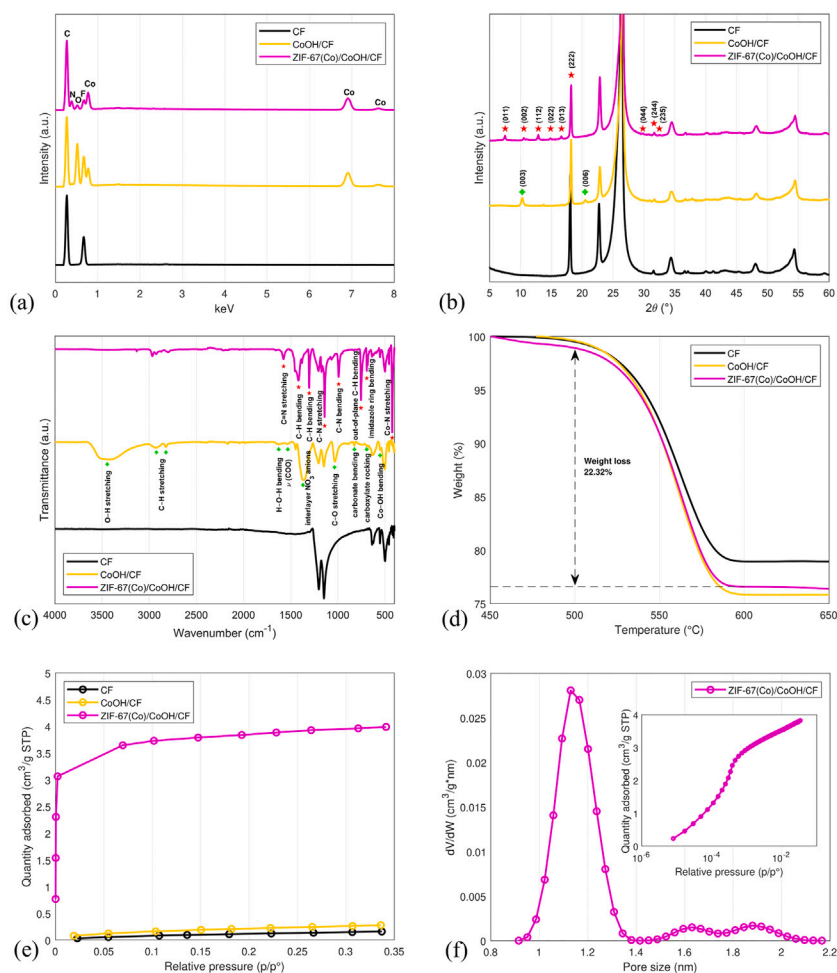 CF
CoOH/CF
ZIF-67(Co)/CoOH/CF
C
N
O
F
Co
Co
Co
Intensity (a.u.)
0 1 2 3 4 5 6 7 8
keV
(a)
CF
CoOH/CF
ZIF-67(Co)/CoOH/CF
(011)
(002)
(112)
(022)
(013)
(222)
(044)
(244)
(235)
(003)
(006)
Intensity (a.u.)
5 10 15 20 25 30 35 40 45 50 55 60
2θ (°)
(b)
C=N stretching
C−H bending
C−H bending
C−N stretching
C−N bending
out-of-plane C−H bending
imidazole ring bending
Co−N stretching
O−H stretching
C−H stretching
H−O−H bending
ν (COO)
interlayer NO3 anions
C−O stretching
carbonate bending
carboxylate rocking
Co−OH bending
CF
CoOH/CF
ZIF-67(Co)/CoOH/CF
Transmittance (a.u.)
4000 3000 2000 1500 1000 500
Wavenumber (cm−1)
(c)
CF
CoOH/CF
ZIF-67(Co)/CoOH/CF
Weight loss
22.32%
Weight (%)
100
95
90
85
80
75
450 500 550 600 650
Temperature (°C)
(d)
CF
CoOH/CF
ZIF-67(Co)/CoOH/CF
Quantity adsorbed (cm3/g STP)
5
4.5
4
3.5
3
2.5
2
1.5
1
0.5
0
0 0.05 0.1 0.15 0.2 0.25 0.3 0.35
Relative pressure (p/p°)
(e)
ZIF-67(Co)/CoOH/CF
dV/dW (cm3/g*nm)
0.03
0.025
0.02
0.015
0.01
0.005
0
0.8 1 1.2 1.4 1.6 1.8 2 2.2
Pore size (nm)
Quantity adsorbed (cm3/g STP)
4
3
2
1
0
10-6 10-4 10-2
Relative pressure (p/p°)
(f)